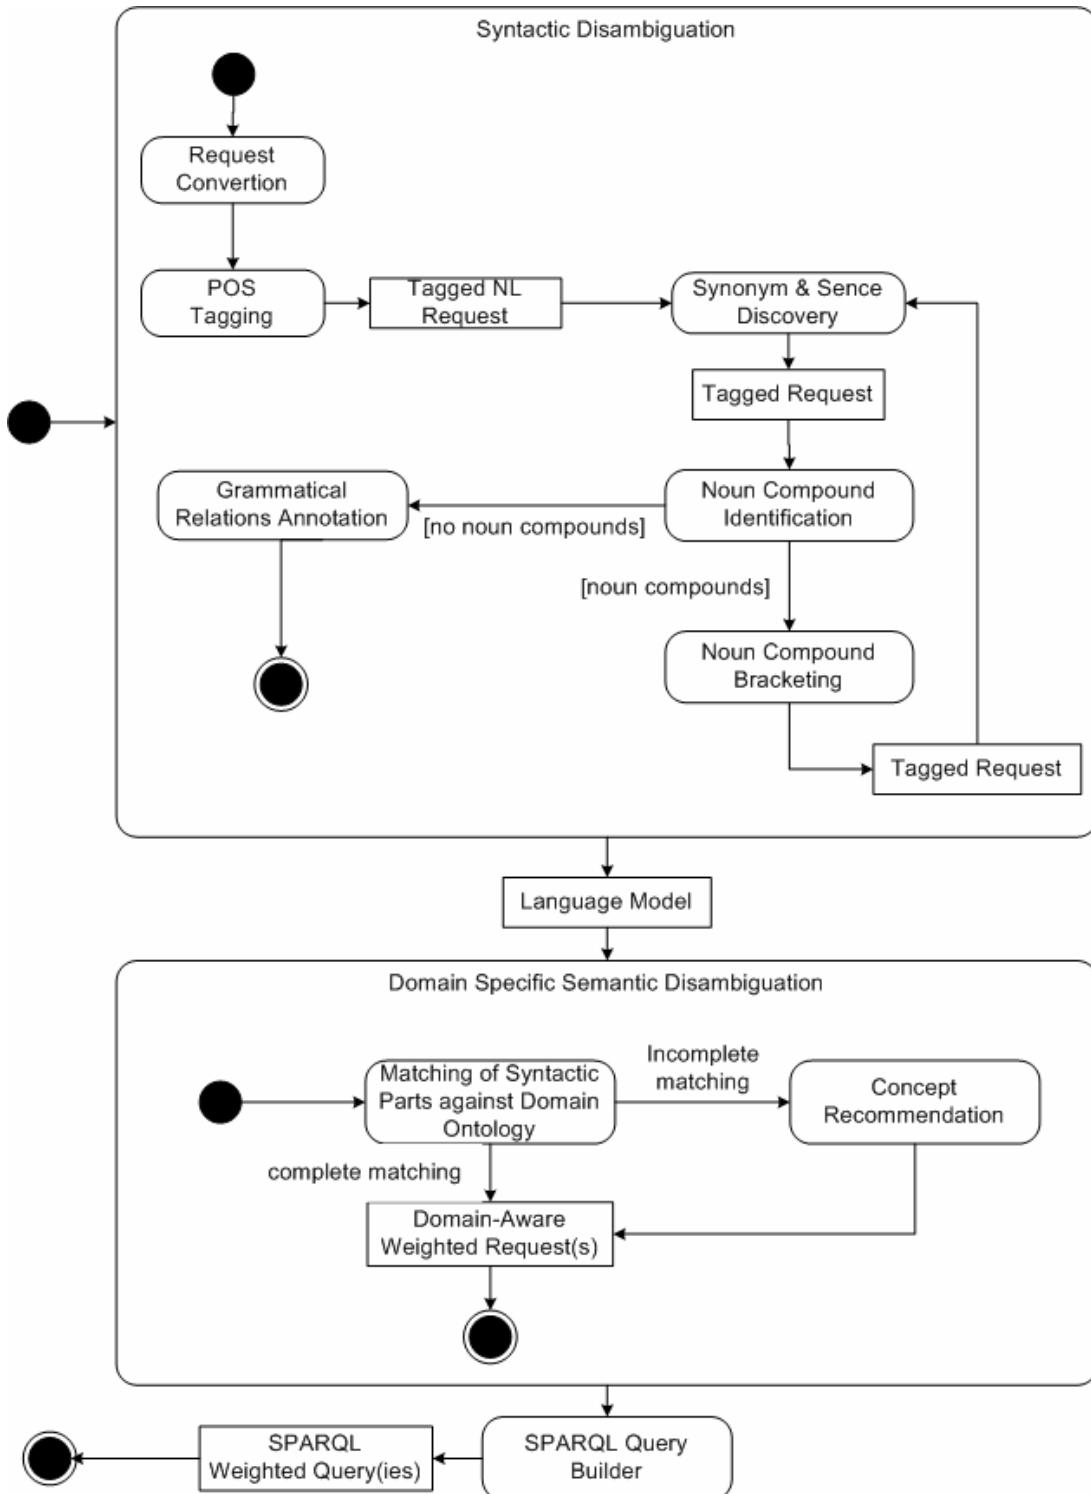 Syntactic Disambiguation
Request
Convertion
POS
Tagging
Tagged NL
Request
Synonym & Sence
Discovery
Tagged Request
Grammatical
Relations Annotation
[no noun compounds]
Noun Compound
Identification
[noun compounds]
Noun Compound
Bracketing
Tagged Request
Language Model
Domain Specific Semantic Disambiguation
Matching of Syntactic
Parts against Domain
Ontology
Incomplete
matching
Concept
Recommendation
complete matching
Domain-Aware
Weighted Request(s)
SPARQL
Weighted Query(ies)
SPARQL Query
Builder